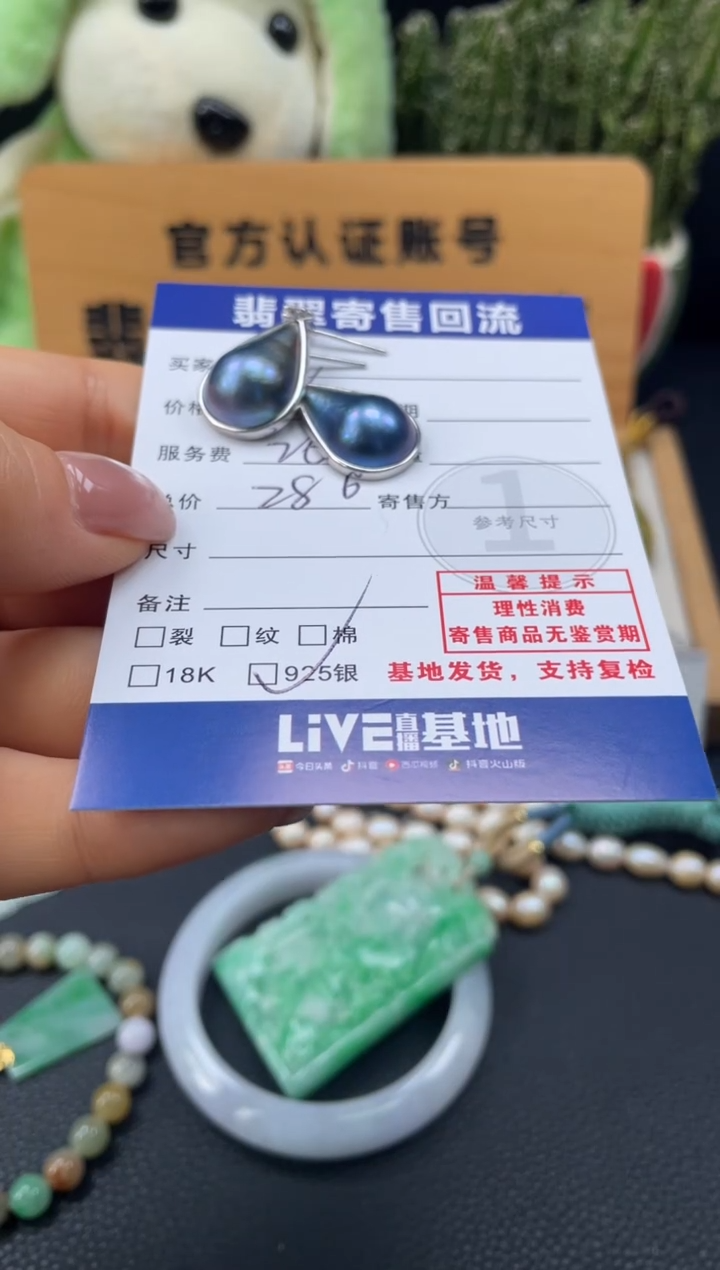 官方认证账号
翡翠寄售回流
买家
价格
期
服务费
总价 286 寄售方
1
参考尺寸
尺寸
温馨提示
备注
理性消费
裂 纹 棉
寄售商品无鉴赏期
18K 925银
基地发货，支持复检
LiVE直播基地
今日头条 抖音 西瓜视频 抖音火山版